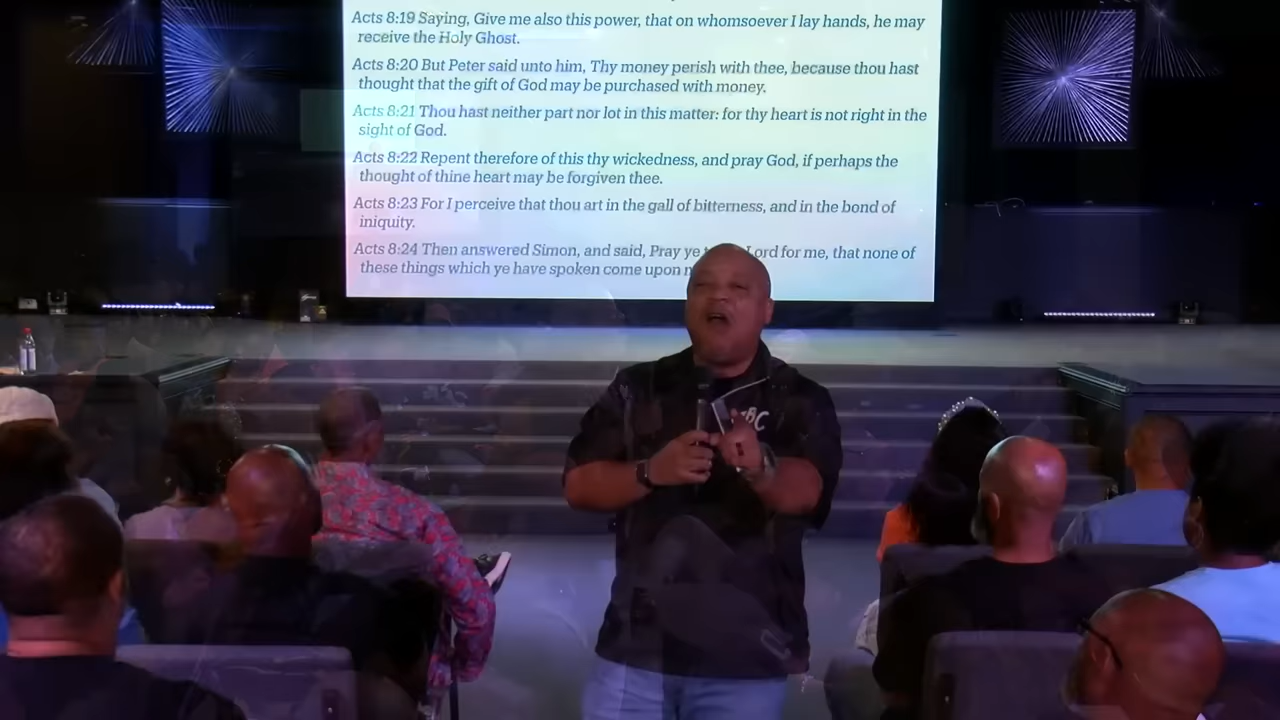 Acts 8:19 Saying, Give me also this power, that on whomsoever I lay hands, he may
receive the Holy Ghost.
Acts 8:20 But Peter said unto him, Thy money perish with thee, because thou hast
thought that the gift of God may be purchased with money.
Acts 8:21 Thou hast neither part nor lot in this matter: for thy heart is not right in the
sight of God.
Acts 8:22 Repent therefore of this thy wickedness, and pray God, if perhaps the
thought of thine heart may be forgiven thee.
Acts 8:23 For I perceive that thou art in the gall of bitterness, and in the bond of
iniquity.
Acts 8:24 Then answered Simon, and said, Pray ye Lord for me, that none of
these things which ye have spoken come upon